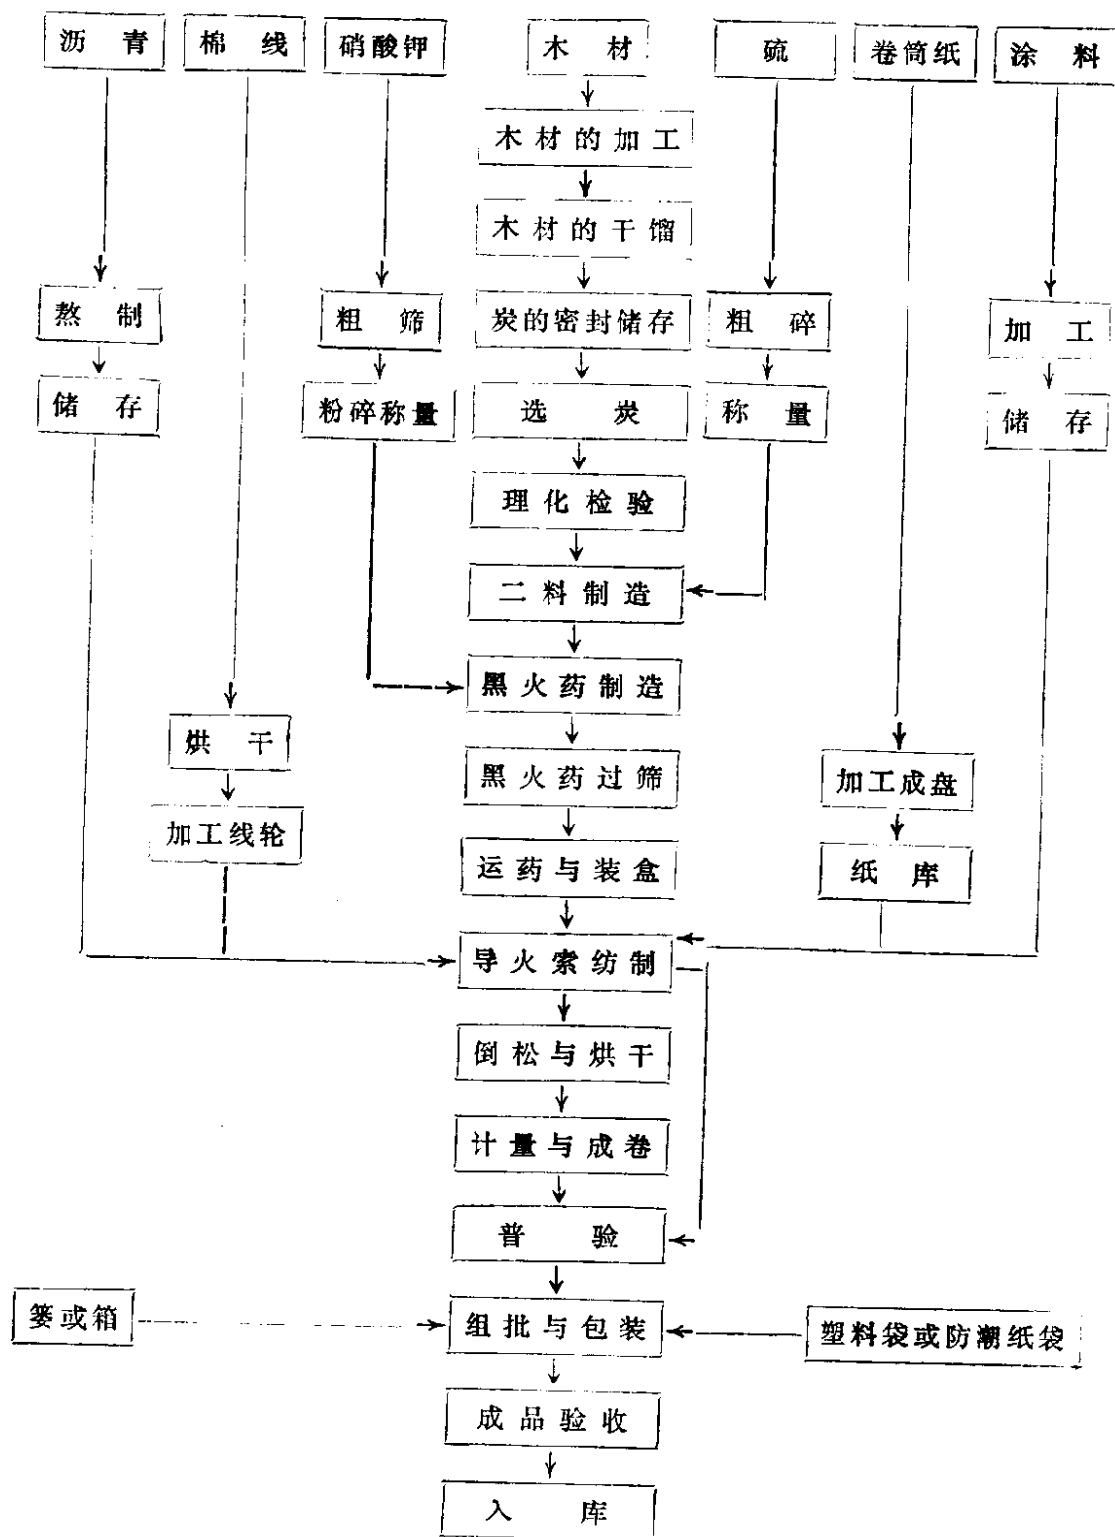 沥青 棉线 硝酸钾 木材 硫 卷筒纸 涂料
木材的加工
木材的干馏
熬制 粗筛 炭的密封储存 粗碎 加工
储存 粉碎称量 选炭 称量 储存
理化检验
二料制造
黑火药制造
烘干 黑火药过筛 加工成盘
加工线轮 运药与装盒 纸库
导火索纺制
倒松与烘干
计量与成卷
普验
篓或箱 组批与包装 塑料袋或防潮纸袋
成品验收
入库